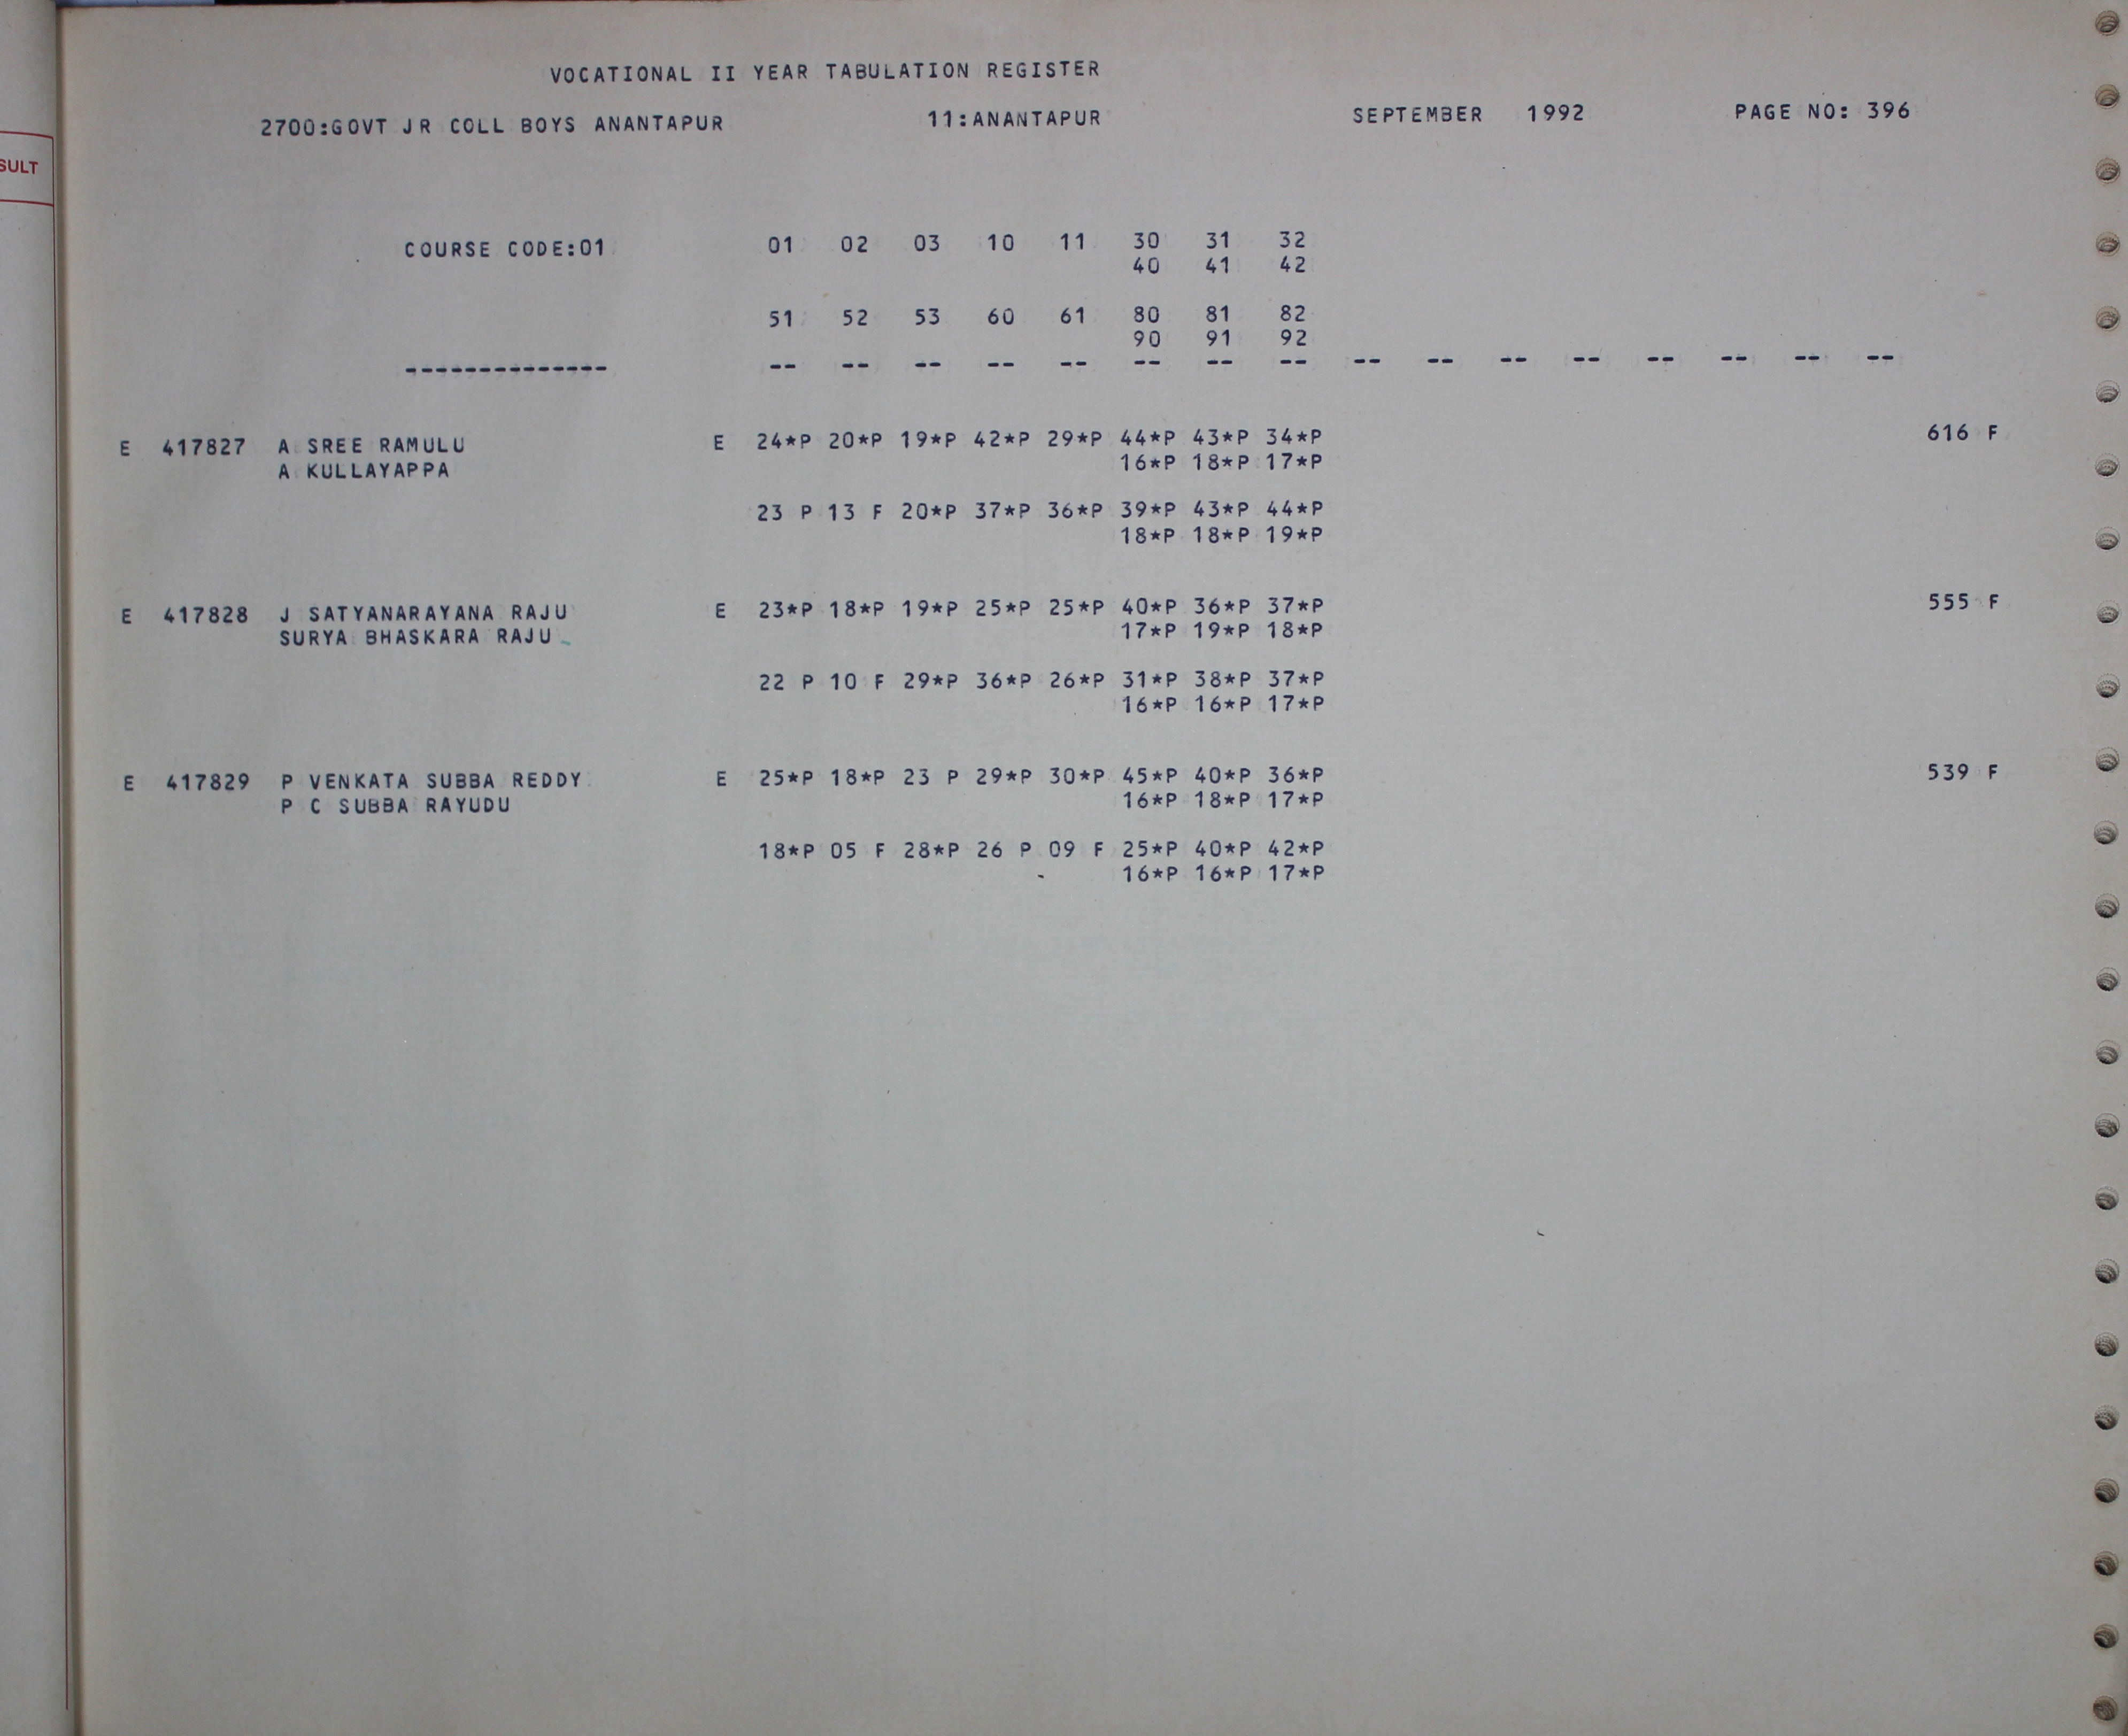 VOCATIONAL II YEAR TABULATION REGISTER
2700:GOVT JR COLL BOYS ANANTAPUR 11:ANANTAPUR SEPTEMBER 1992 PAGE NO: 396
SULT
COURSE CODE:01 01 02 03 10 11 30 31 32
40 41 42
51 52 53 60 61 80 81 82
90 91 92
-------------- -- -- -- -- -- -- -- -- -- -- -- -- -- -- -- --
E 417827 A SREE RAMULU E 24*P 20*P 19*P 42*P 29*P 44*P 43*P 34*P 616 F
A KULLAYAPPA 16*P 18*P 17*P
23 P 13 F 20*P 37*P 36*P 39*P 43*P 44*P
18*P 18*P 19*P
E 417828 J SATYANARAYANA RAJU E 23*P 18*P 19*P 25*P 25*P 40*P 36*P 37*P 555 F
SURYA BHASKARA RAJU 17*P 19*P 18*P
22 P 10 F 29*P 36*P 26*P 31*P 38*P 37*P
16*P 16*P 17*P
E 417829 P VENKATA SUBBA REDDY E 25*P 18*P 23 P 29*P 30*P 45*P 40*P 36*P 539 F
P C SUBBA RAYUDU 16*P 18*P 17*P
18*P 05 F 28*P 26 P 09 F 25*P 40*P 42*P
16*P 16*P 17*P